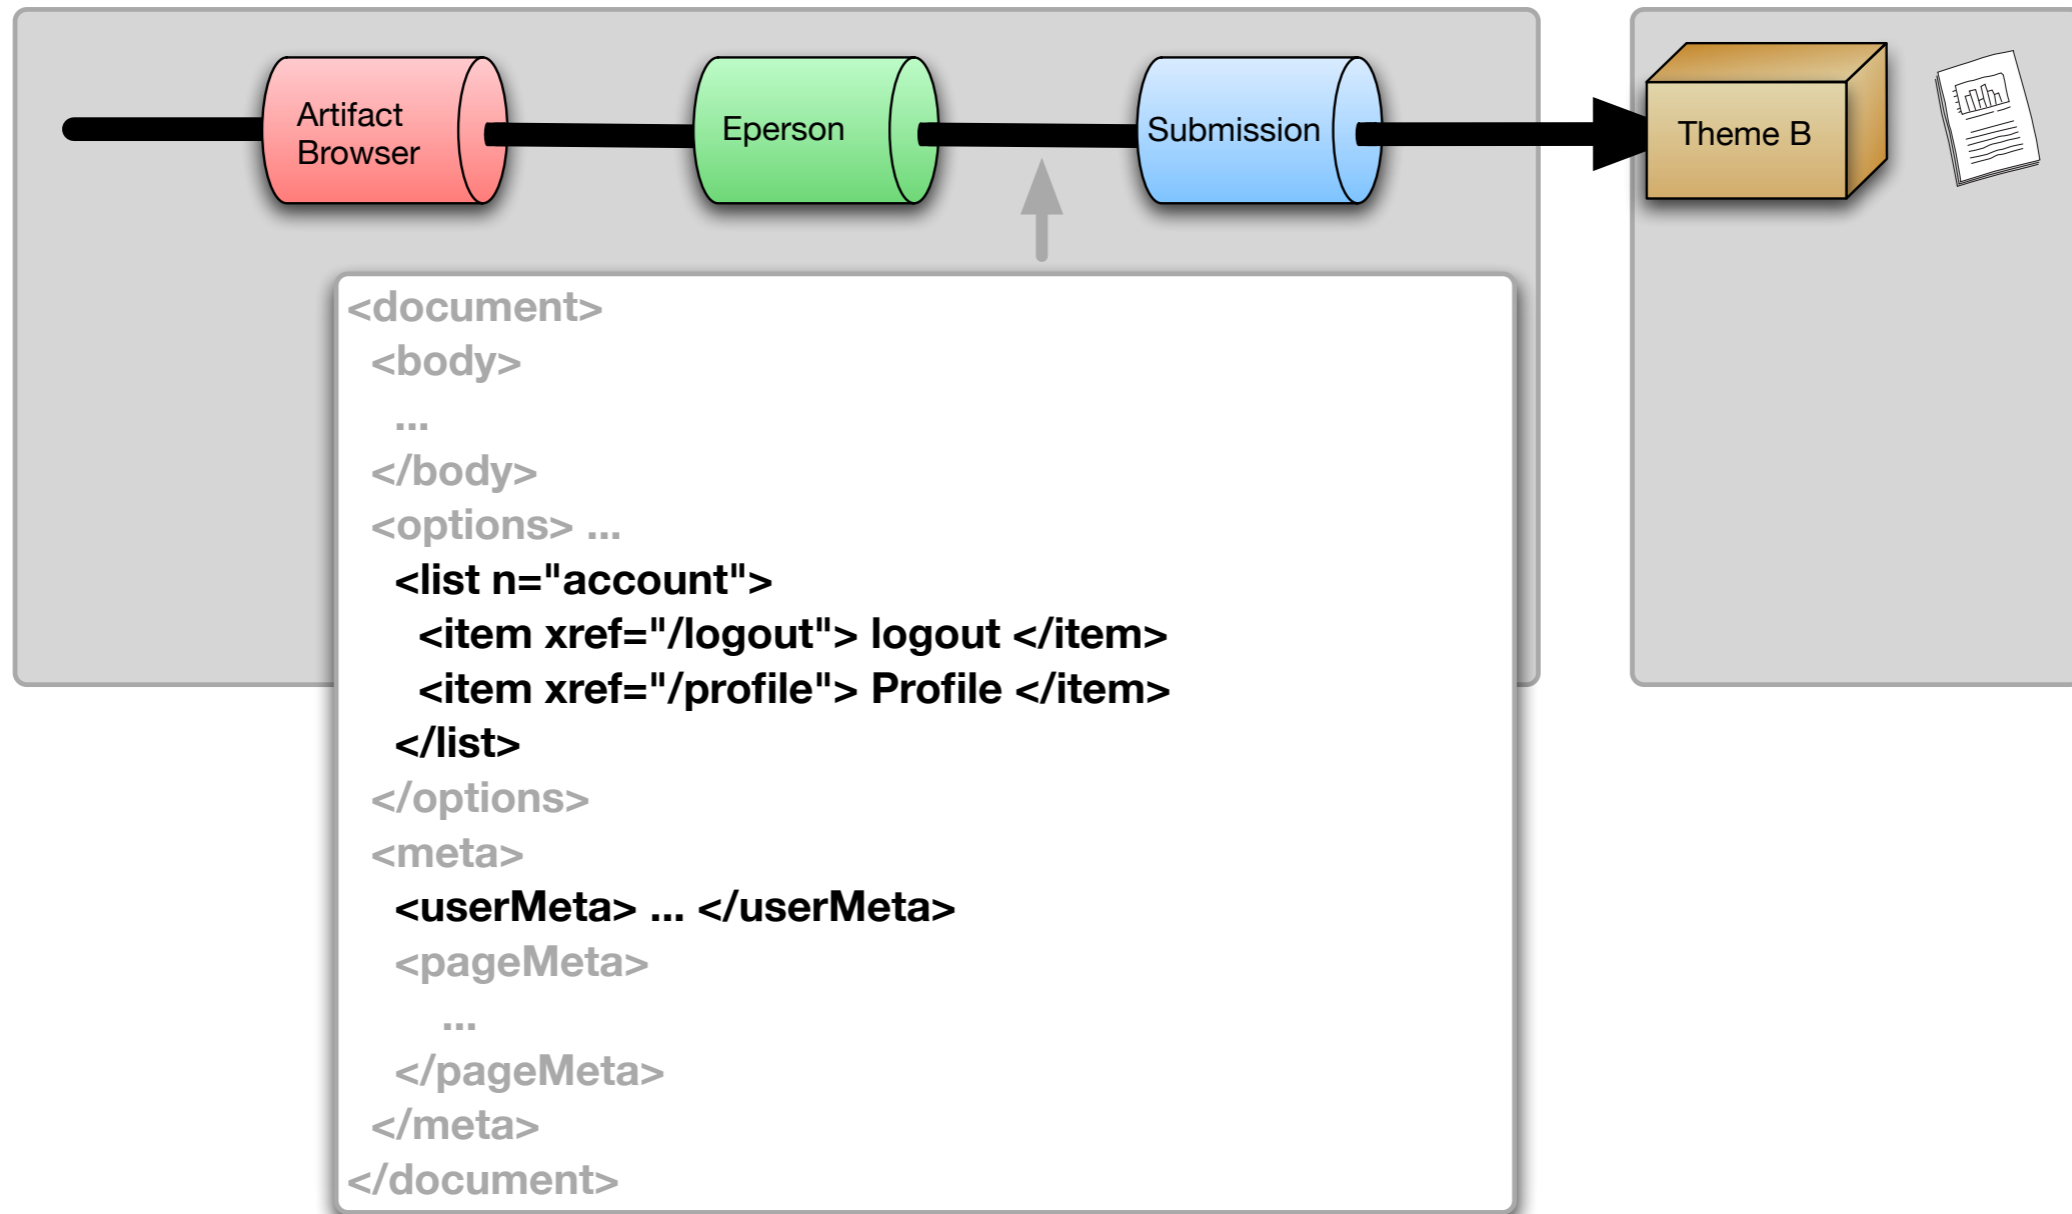 Artifact
Browser
Eperson
Submission
Theme B
<document>
<body>
...
</body>
<options> ...
<list n="account">
<item xref="/logout"> logout </item>
<item xref="/profile"> Profile </item>
</list>
</options>
<meta>
<userMeta> ... </userMeta>
<pageMeta>
...
</pageMeta>
</meta>
</document>